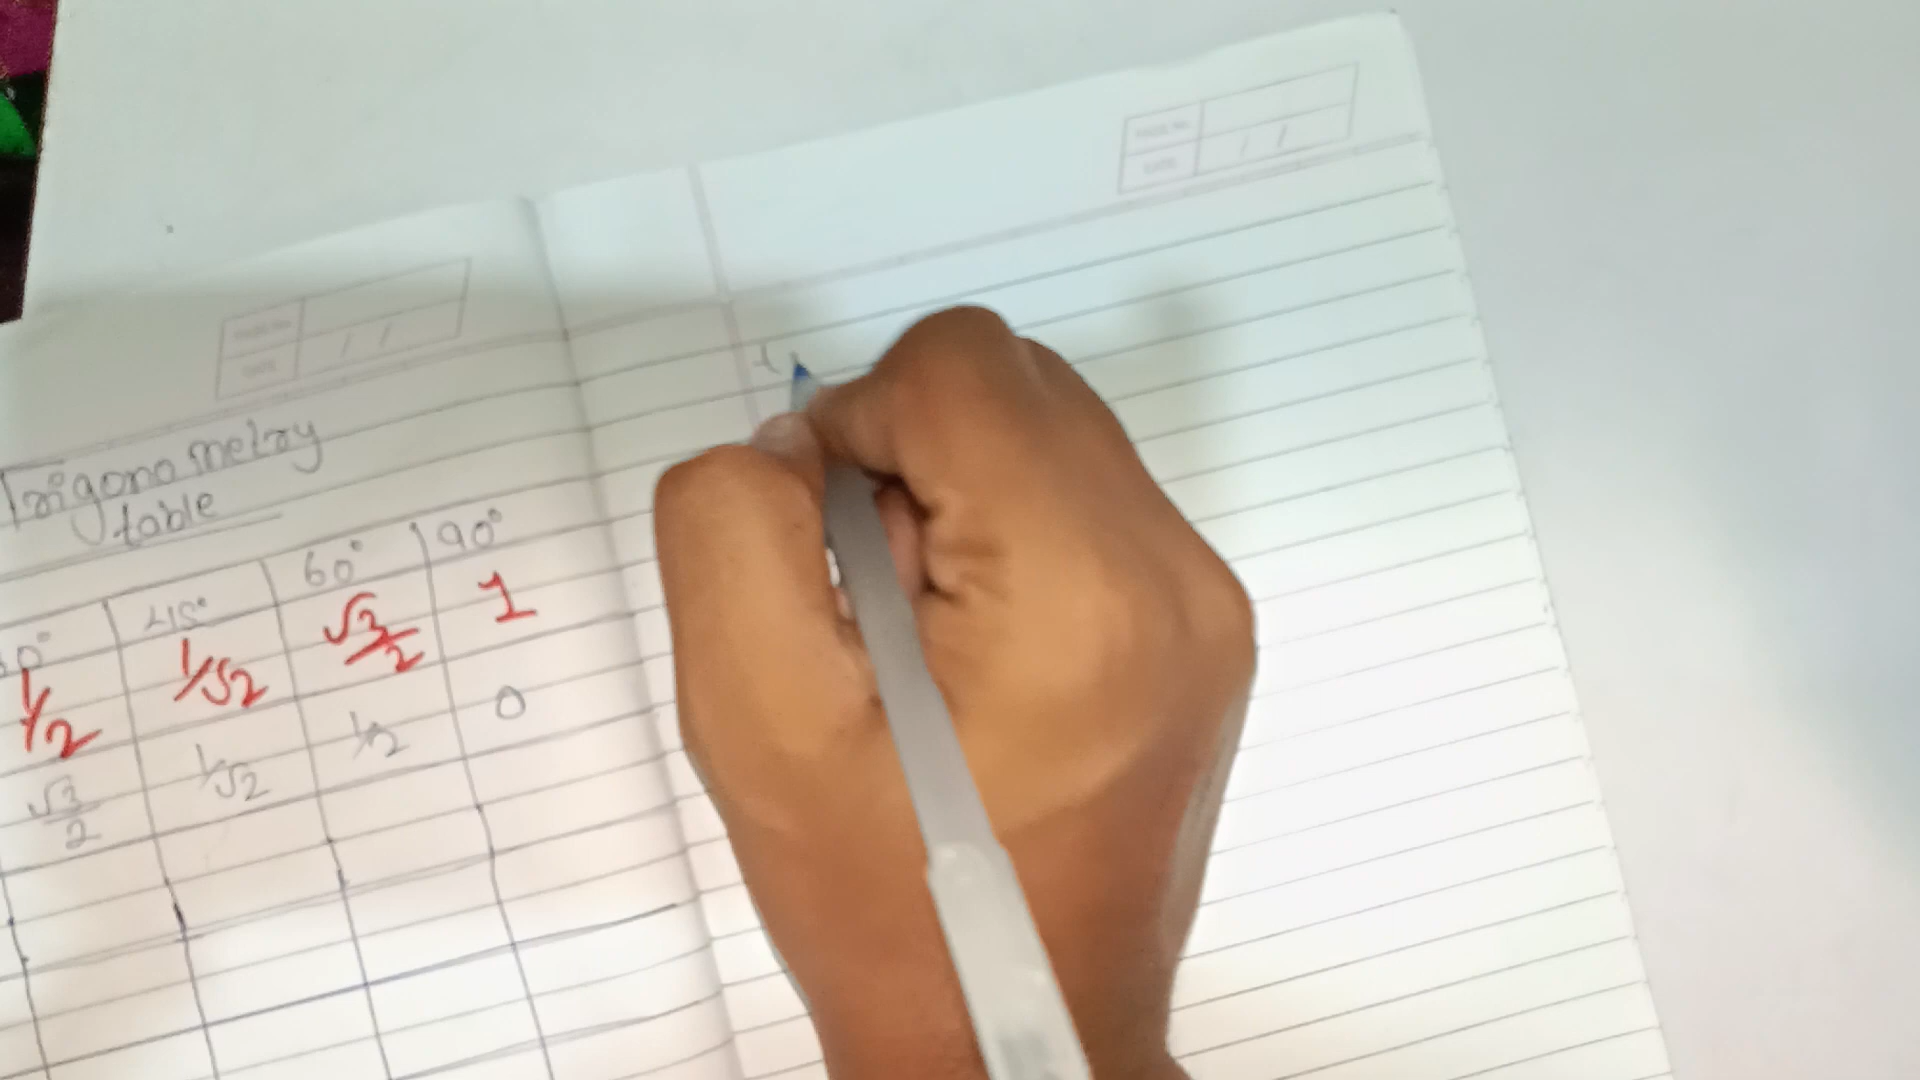 Trigonometry
table
45° 60° 90°
1/2 1/√2 √3/2 1
√3/2 1/√2 1/2 0